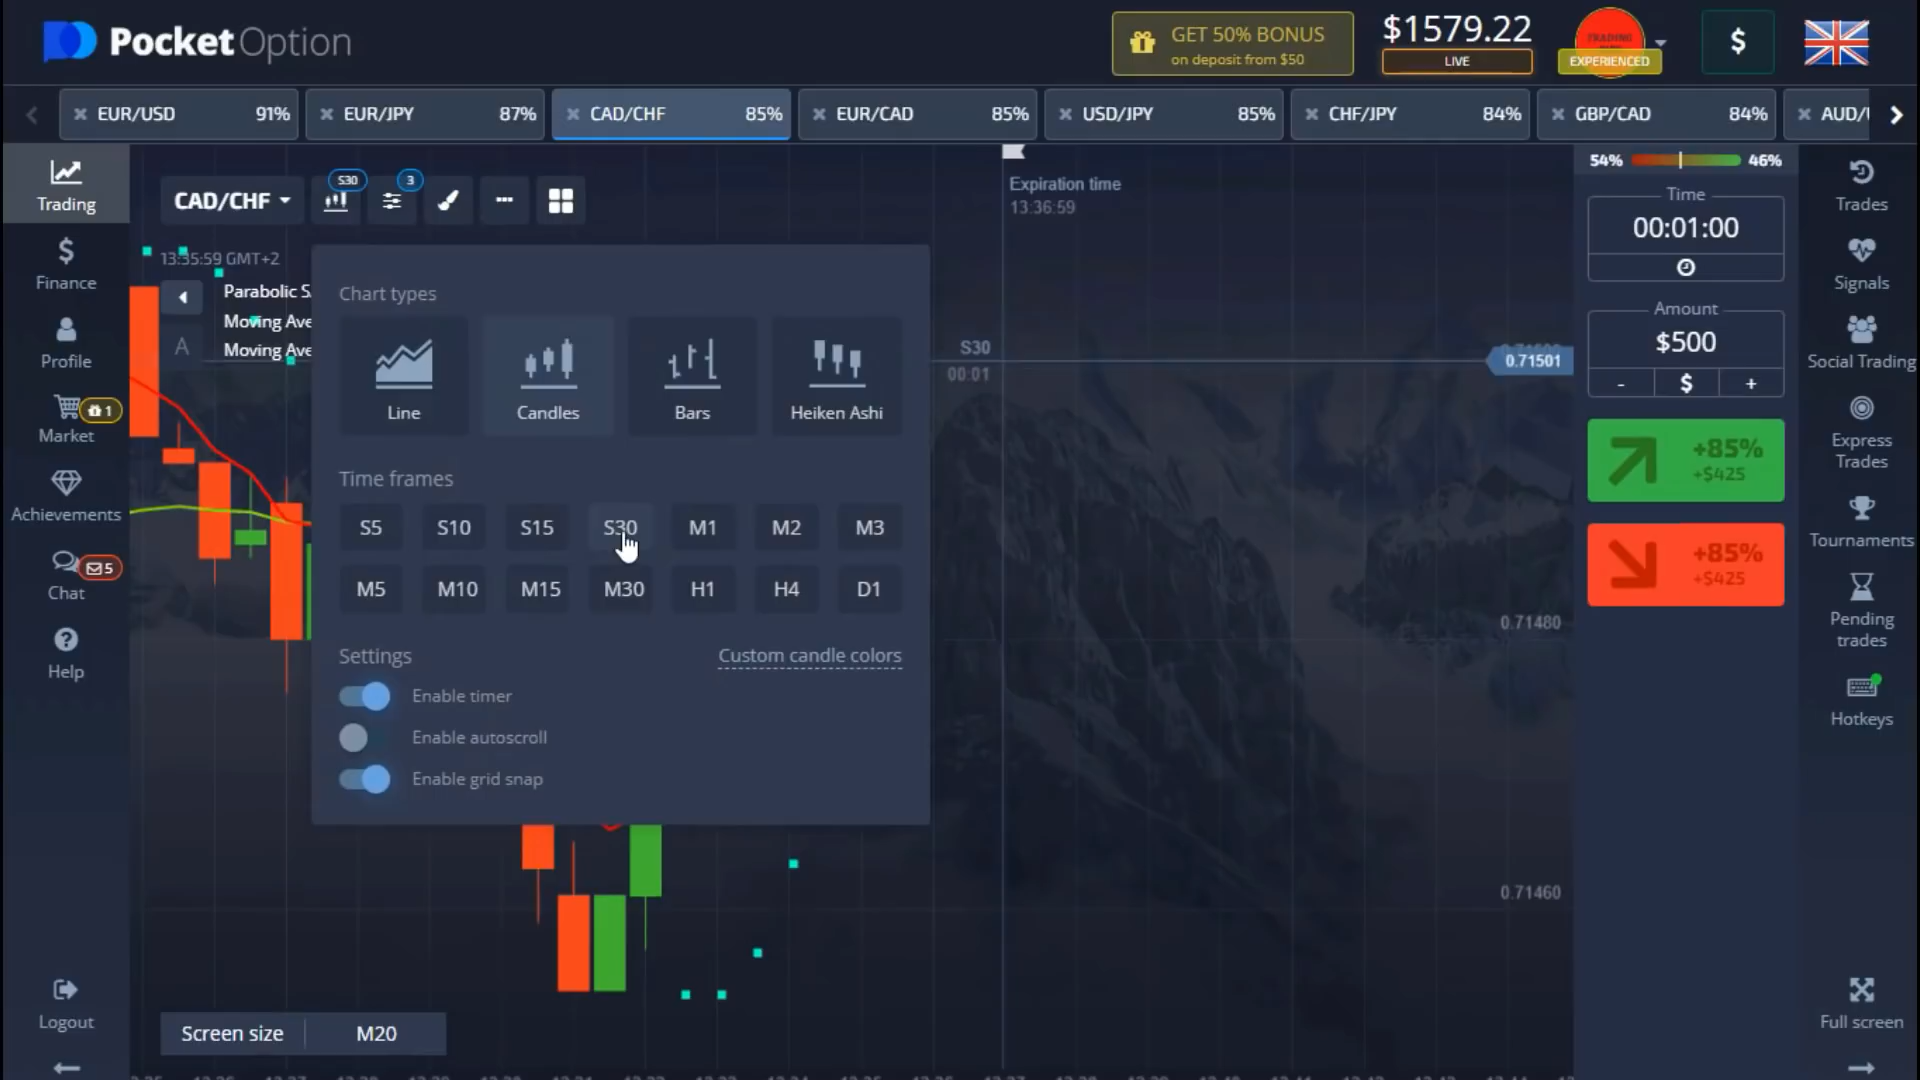 Pocket Option
GET 50% BONUS
on deposit from $50
$1579.22
LIVE
TRADING
EXPERIENCED
$
EUR/USD 91%
EUR/JPY 87%
CAD/CHF 85%
EUR/CAD 85%
USD/JPY 85%
CHF/JPY 84%
GBP/CAD 84%
AUD/
Trading
Finance
Profile
Market
1
Achievements
Chat
5
Help
Logout
CAD/CHF
S30
3
13:35:59 GMT+2
Parabolic S
Moving Ave
Moving Ave
A
Chart types
Line
Candles
Bars
Heiken Ashi
Time frames
S5 S10 S15 S30 M1 M2 M3
M5 M10 M15 M30 H1 H4 D1
Settings
Custom candle colors
Enable timer
Enable autoscroll
Enable grid snap
Screen size M20
Expiration time
13:36:59
S30
00:01
0.71501
0.71480
0.71460
54% 46%
Time
00:01:00
Amount
$500
- $ +
+85%
+$425
+85%
+$425
Trades
Signals
Social Trading
Express
Trades
Tournaments
Pending
trades
Hotkeys
Full screen